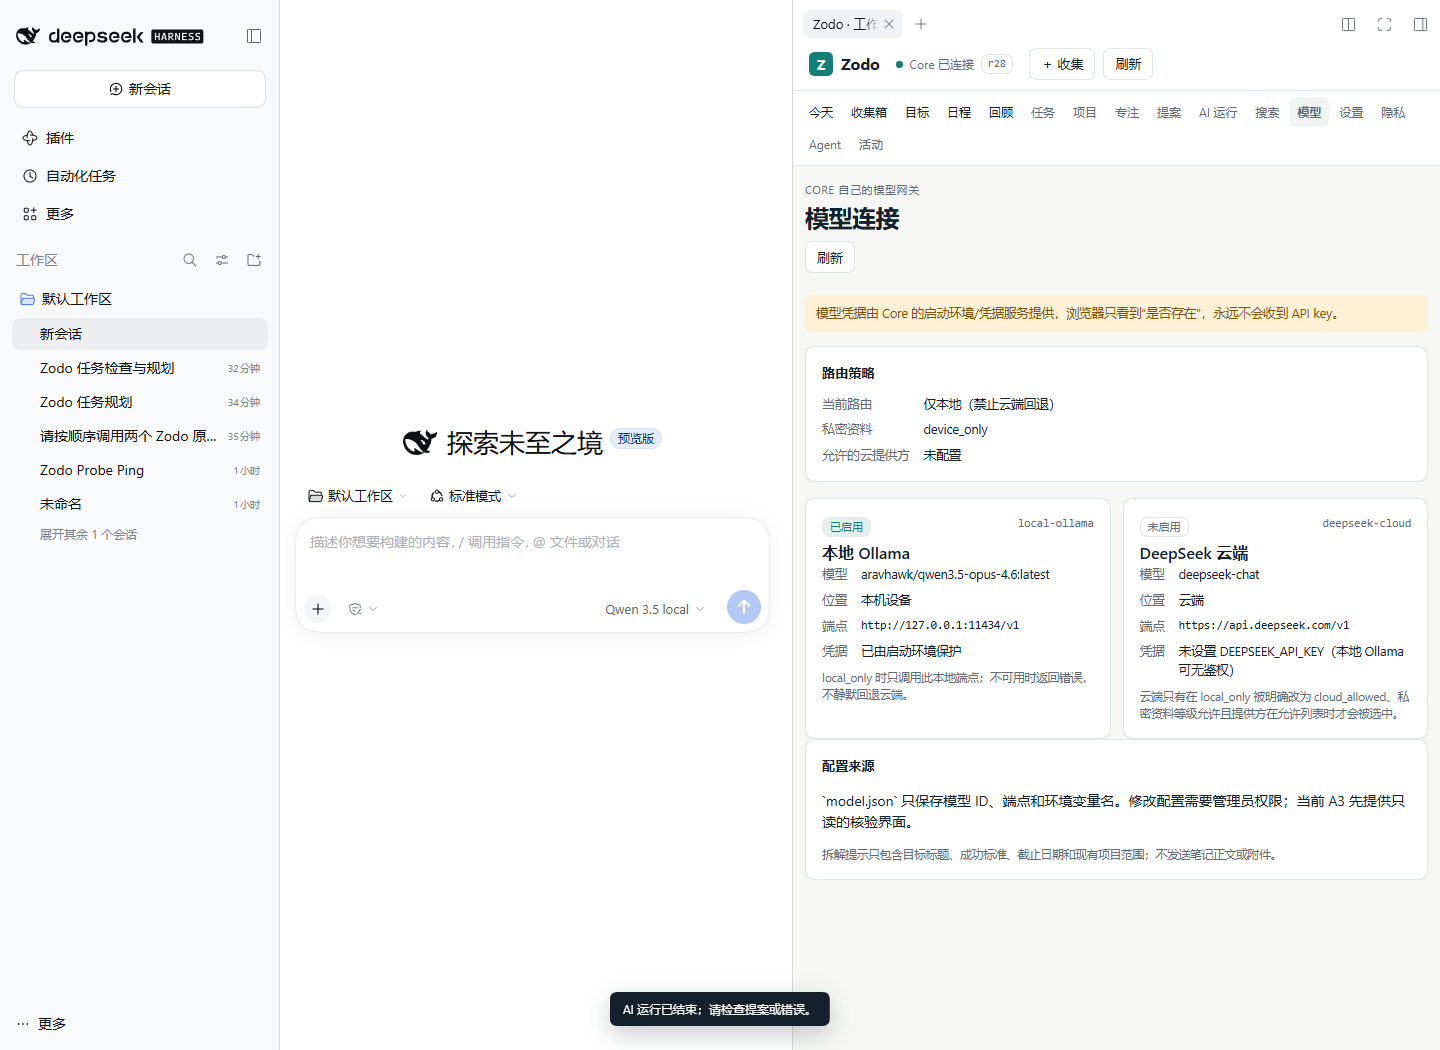 deepseek HARNESS
新会话
插件
自动化任务
更多
工作区
默认工作区
新会话
Zodo 任务检查与规划 32分钟
Zodo 任务规划 34分钟
请按顺序调用两个 Zodo 原... 35分钟
Zodo Probe Ping 1小时
未命名 1小时
展开其余 1 个会话
··· 更多
探索未至之境 预览版
默认工作区 标准模式
描述你想要构建的内容, / 调用指令, @ 文件或对话
Qwen 3.5 local
Zodo · 工作
Z Zodo Core 已连接 r28 + 收集 刷新
今天 收集箱 目标 日程 回顾 任务 项目 专注 提案 AI 运行 搜索 模型 设置 隐私
Agent 活动
CORE 自己的模型网关
模型连接
刷新
模型凭据由 Core 的启动环境/凭据服务提供，浏览器只看到“是否存在”，永远不会收到 API key。
路由策略
当前路由 仅本地（禁止云端回退）
私密资料 device_only
允许的云提供方 未配置
已启用 local-ollama
本地 Ollama
模型 aravhawk/qwen3.5-opus-4.6:latest
位置 本机设备
端点 http://127.0.0.1:11434/v1
凭据 已由启动环境保护
local_only 时只调用此本地端点；不可用时返回错误，
不静默回退云端。
未启用 deepseek-cloud
DeepSeek 云端
模型 deepseek-chat
位置 云端
端点 https://api.deepseek.com/v1
凭据 未设置 DEEPSEEK_API_KEY（本地 Ollama
可无鉴权）
云端只有在 local_only 被明确改为 cloud_allowed、私
密资料等级允许且提供方在允许列表时才会被选中。
配置来源
`model.json` 只保存模型 ID、端点和环境变量名。修改配置需要管理员权限；当前 A3 先提供只
读的核验界面。
拆解提示只包含目标标题、成功标准、截止日期和现有项目范围；不发送笔记正文或附件。
AI 运行已结束；请检查提案或错误。